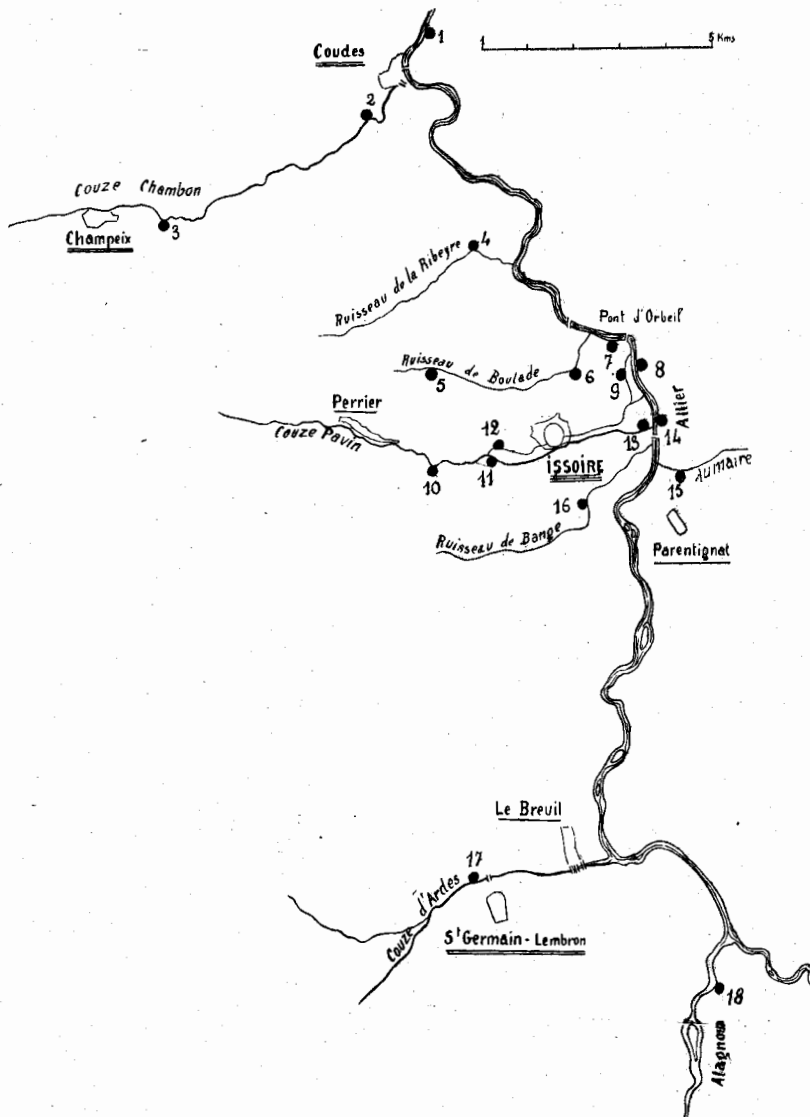 1
Coudes
1 5 Kms
2
Couze Chambon
Champeix
3
4
Ruisseau de la Ribeyre
Pont d'Orbeil
7
8
Ruisseau de Boulade
5
6
9
Perrier
Allier
Couze Pavin
12
13
14
ISSOIRE
10
11
15
Aumaire
16
Ruisseau de Bange
Parentignat
Le Breuil
17
Couze d'Ardes
St Germain-Lembron
18
Alagnon